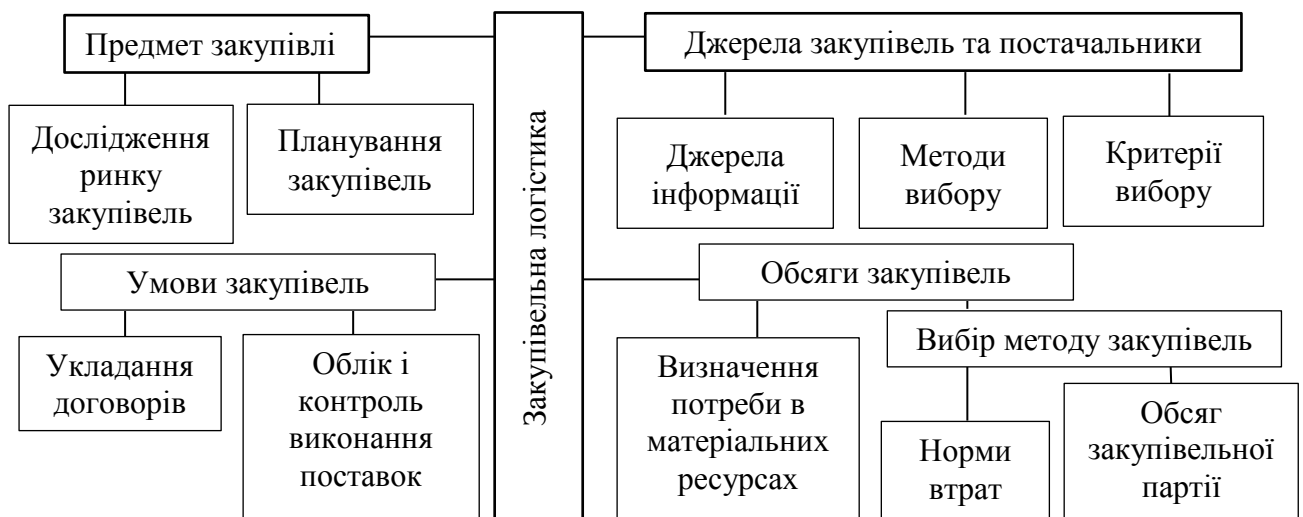 Предмет закупівлі
Дослідження
ринку
закупівель
Планування
закупівель
Умови закупівель
Укладання
договорів
Облік і
контроль
виконання
поставок
Закупівельна логістика
Джерела закупівель та постачальники
Джерела
інформації
Методи
вибору
Критерії
вибору
Обсяги закупівель
Визначення
потреби в
матеріальних
ресурсах
Вибір методу закупівель
Норми
втрат
Обсяг
закупівельної
партії